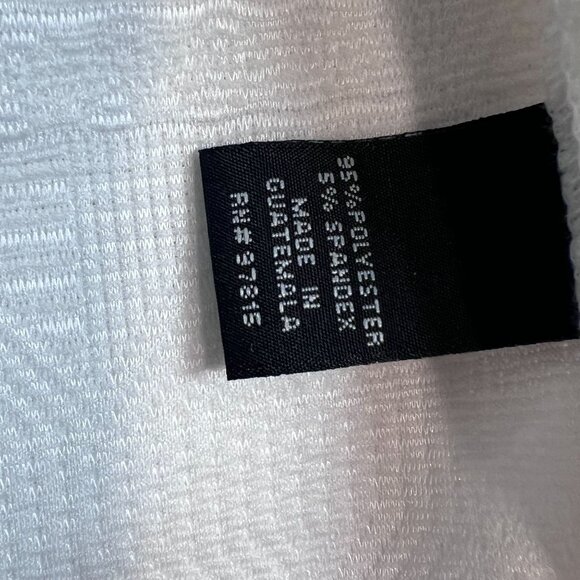 95%POLYESTER
5% SPANDEX
MADE IN
GUATEMALA
RN#97816